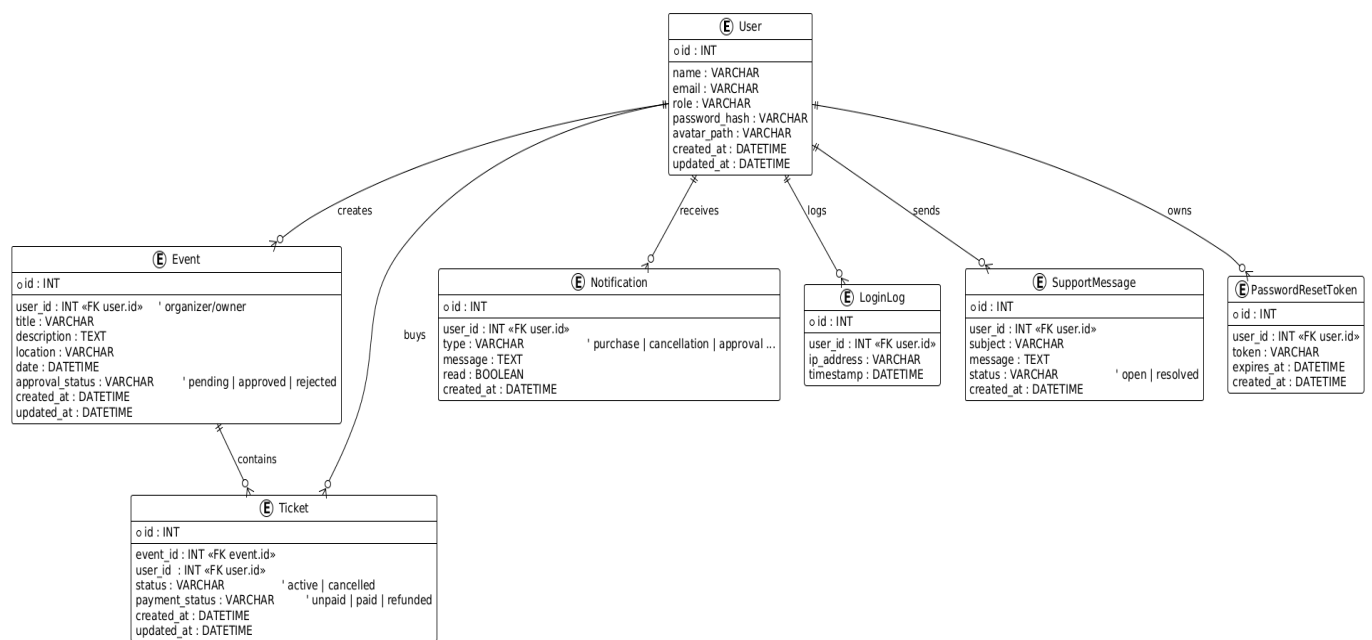 E User
id : INT
name : VARCHAR
email : VARCHAR
role : VARCHAR
password_hash : VARCHAR
avatar_path : VARCHAR
created_at : DATETIME
updated_at : DATETIME
creates
buys
receives
logs
sends
owns
E Event
id : INT
user_id : INT «FK user.id» ' organizer/owner
title : VARCHAR
description : TEXT
location : VARCHAR
date : DATETIME
approval_status : VARCHAR ' pending | approved | rejected
created_at : DATETIME
updated_at : DATETIME
E Notification
id : INT
user_id : INT «FK user.id»
type : VARCHAR ' purchase | cancellation | approval ...
message : TEXT
read : BOOLEAN
created_at : DATETIME
E LoginLog
id : INT
user_id : INT «FK user.id»
ip_address : VARCHAR
timestamp : DATETIME
E SupportMessage
id : INT
user_id : INT «FK user.id»
subject : VARCHAR
message : TEXT
status : VARCHAR ' open | resolved
created_at : DATETIME
E PasswordResetToken
id : INT
user_id : INT «FK user.id»
token : VARCHAR
expires_at : DATETIME
created_at : DATETIME
contains
E Ticket
id : INT
event_id : INT «FK event.id»
user_id : INT «FK user.id»
status : VARCHAR ' active | cancelled
payment_status : VARCHAR ' unpaid | paid | refunded
created_at : DATETIME
updated_at : DATETIME